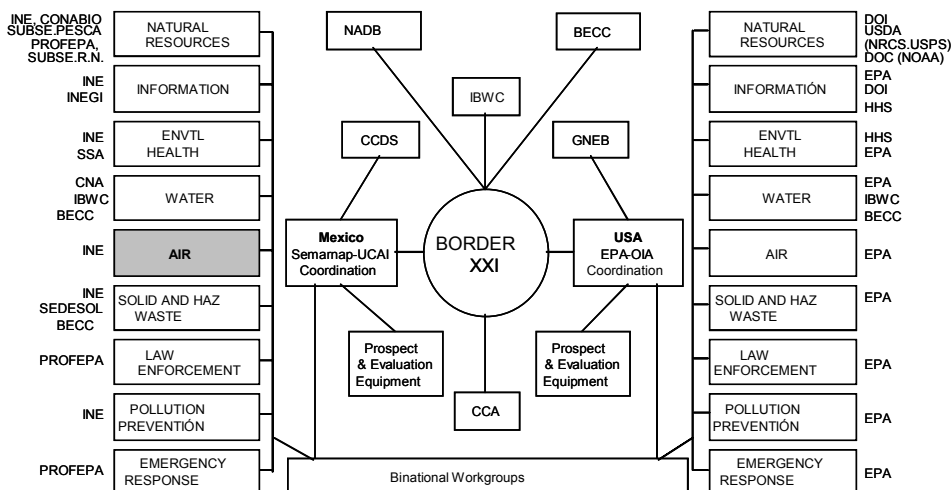 INE, CONABIO
SUBSE.PESCA
PROFEPA,
SUBSE.R.N.
NATURAL
RESOURCES
INE
INEGI
INFORMATION
INE
SSA
ENVTL
HEALTH
CNA
IBWC
BECC
WATER
INE
AIR
INE
SEDESOL
BECC
SOLID AND HAZ
WASTE
PROFEPA
LAW
ENFORCEMENT
INE
POLLUTION
PREVENTIÓN
PROFEPA
EMERGENCY
RESPONSE
NADB
BECC
IBWC
CCDS
GNEB
Mexico
Semarnap-UCAI
Coordination
BORDER
XXI
USA
EPA-OIA
Coordination
Prospect
& Evaluation
Equipment
CCA
Prospect
& Evaluation
Equipment
Binational Workgroups
NATURAL
RESOURCES
DOI
USDA
(NRCS.USPS)
DOC (NOAA)
INFORMATIÓN
EPA
DOI
HHS
ENVTL
HEALTH
HHS
EPA
WATER
EPA
IBWC
BECC
AIR
EPA
SOLID AND HAZ
WASTE
EPA
LAW
ENFORCEMENT
EPA
POLLUTION
PREVENTIÓN
EPA
EMERGENCY
RESPONSE
EPA